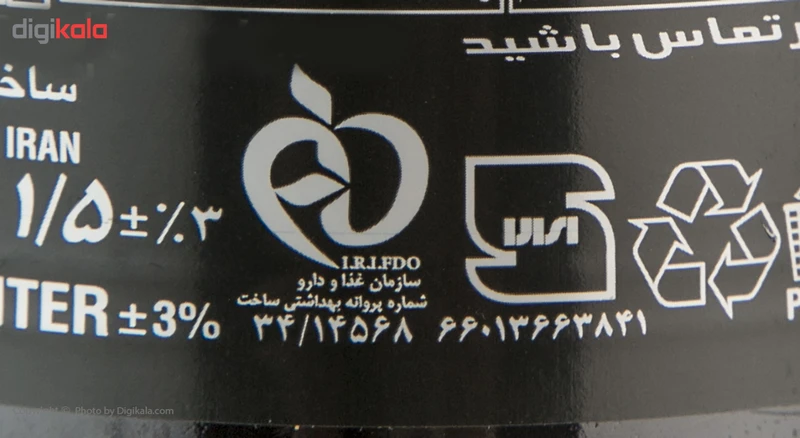 digikala
ر تماس باشید
ساخ
IRAN
۱/۵ ±٪۳
I.R.I.FDO
سازمان غذا و دارو
شماره پروانه بهداشتی ساخت
ITER ±3%
۳۴/۱۴۵۶۸
۶۶۰۱۳۶۶۳۸۴۱
P
Photo by Digikala.com